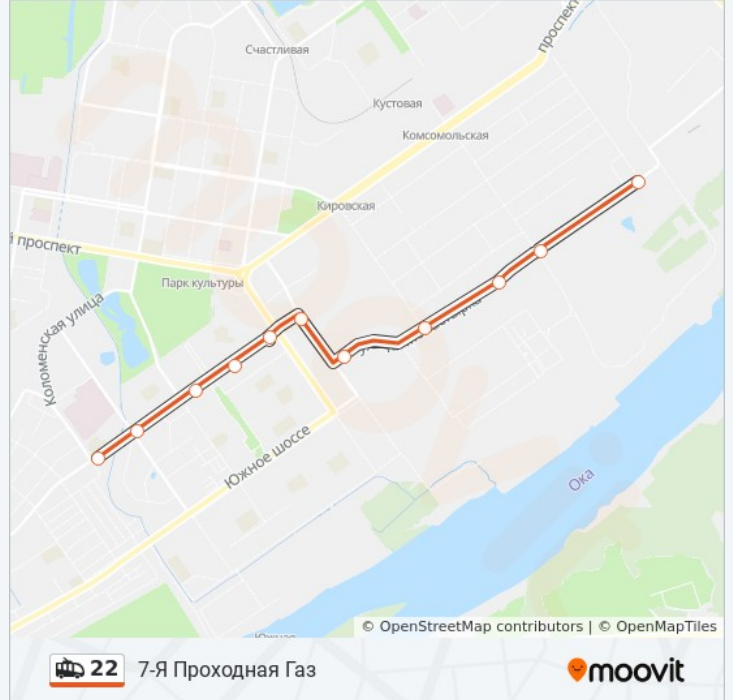 проспект
Счастливая
Кустовая
Комсомольская
Кировская
й проспект
Парк культуры
Коломенская улица
Южное шоссе
Ока
Южная
© OpenStreetMap contributors | © OpenMapTiles
22 7-Я Проходная Газ
moovit